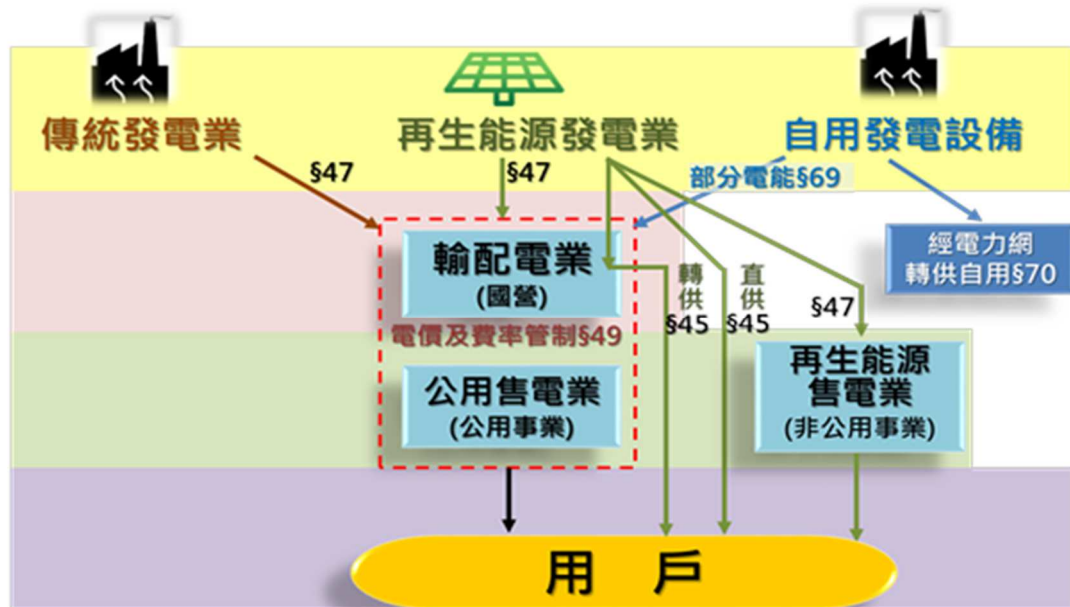 傳統發電業
再生能源發電業
自用發電設備
§47
§47
部分電能§69
輸配電業
(國營)
經電力網
轉供自用§70
轉供
§45
直供
§45
§47
電價及費率管制§49
公用售電業
(公用事業)
再生能源
售電業
(非公用事業)
用 戶